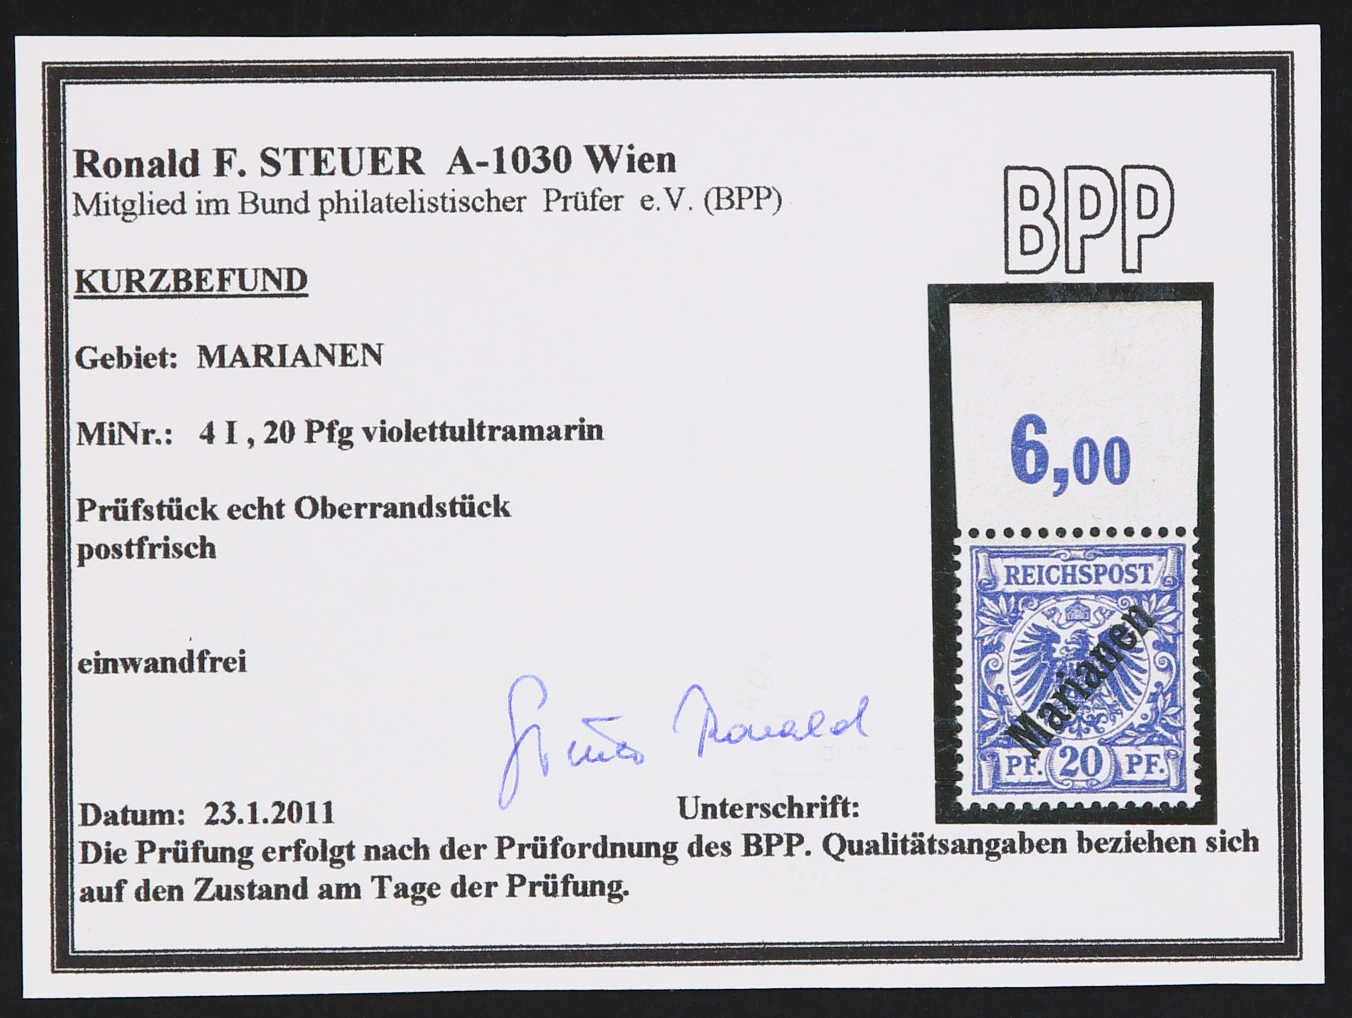 Ronald F. STEUER A-1030 Wien
Mitglied im Bund philatelistischer Prüfer e.V. (BPP)
BPP
KURZBEFUND
Gebiet: MARIANEN
MiNr.: 4 I , 20 Pfg violettultramarin
Prüfstück echt Oberrandstück
postfrisch
einwandfrei
6,00
REICHSPOST
Marianen
PF. 20 PF.
Steuer Ronald
Datum: 23.1.2011 Unterschrift:
Die Prüfung erfolgt nach der Prüfordnung des BPP. Qualitätsangaben beziehen sich
auf den Zustand am Tage der Prüfung.